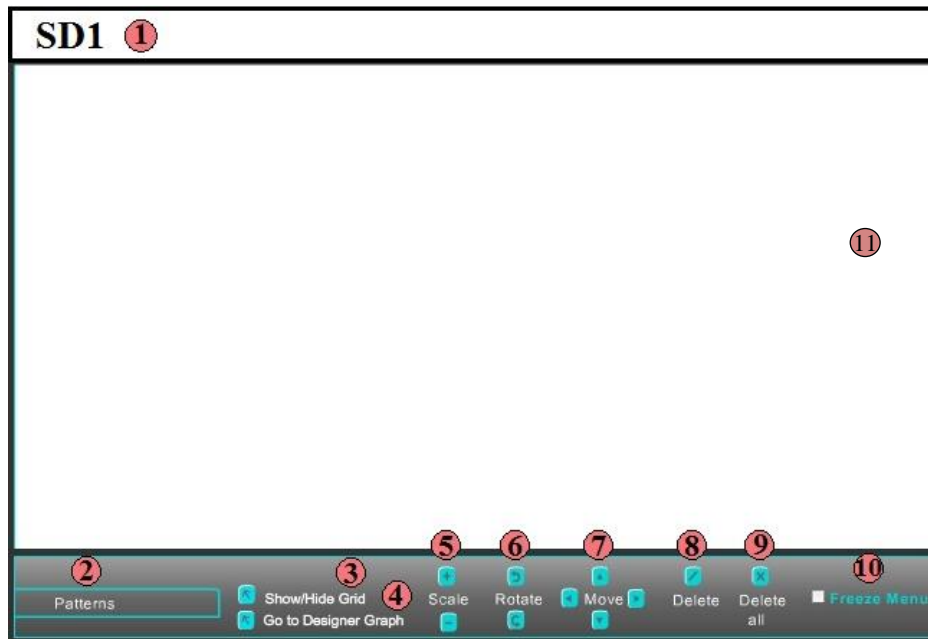 SD1 1
11
5 6 7 8 9
2 3 10
4
Patterns Show/Hide Grid Scale Rotate Move Delete Delete all Freeze Menu
Go to Designer Graph